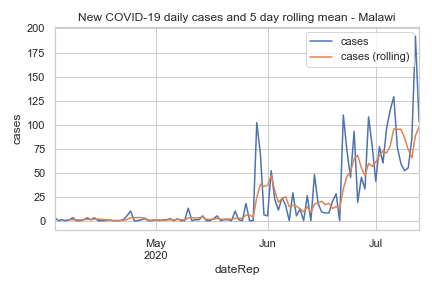 New COVID-19 daily cases and 5 day rolling mean - Malawi
200
175
150
125
100
75
50
25
0
cases
cases
cases (rolling)
May
2020
Jun
Jul
dateRep